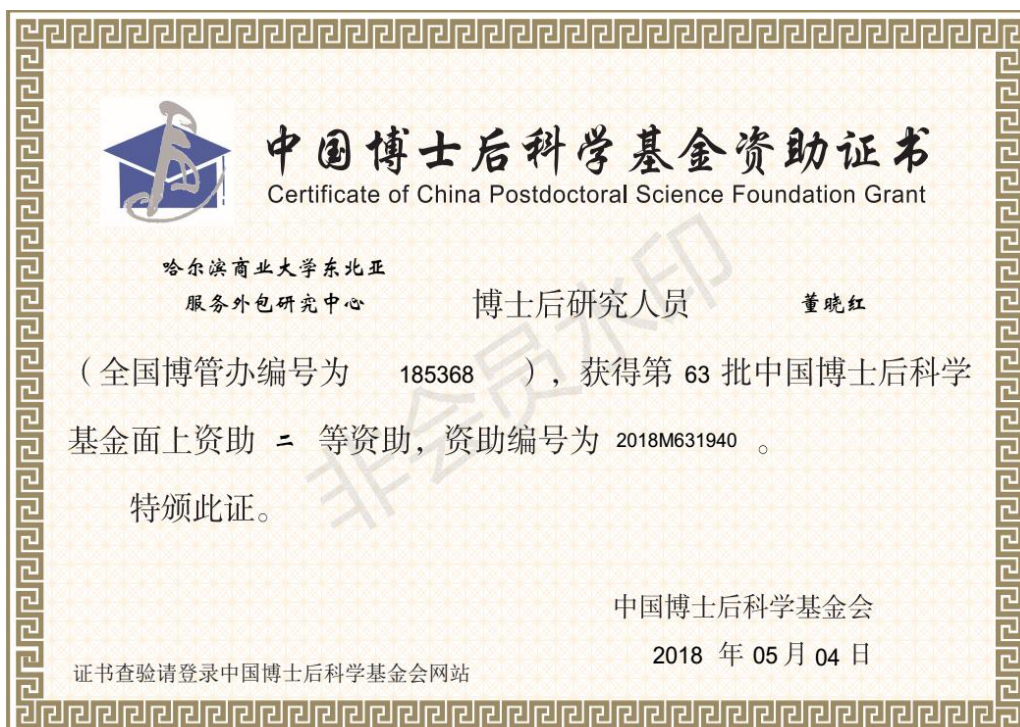 中国博士后科学基金资助证书
Certificate of China Postdoctoral Science Foundation Grant
哈尔滨商业大学东北亚
服务外包研究中心 博士后研究人员 董晓红
（全国博管办编号为 185368 ），获得第 63 批中国博士后科学
基金面上资助 二 等资助，资助编号为 2018M631940 。
特颁此证。
中国博士后科学基金会
2018 年 05 月 04 日
证书查验请登录中国博士后科学基金会网站
非会员水印